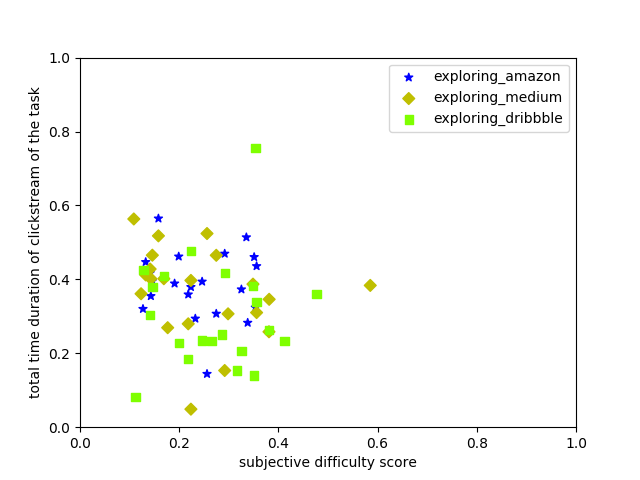 exploring_amazon
exploring_medium
exploring_dribbble
1.0
0.8
0.6
0.4
0.2
0.0
total time duration of clickstream of the task
0.0 0.2 0.4 0.6 0.8 1.0
subjective difficulty score